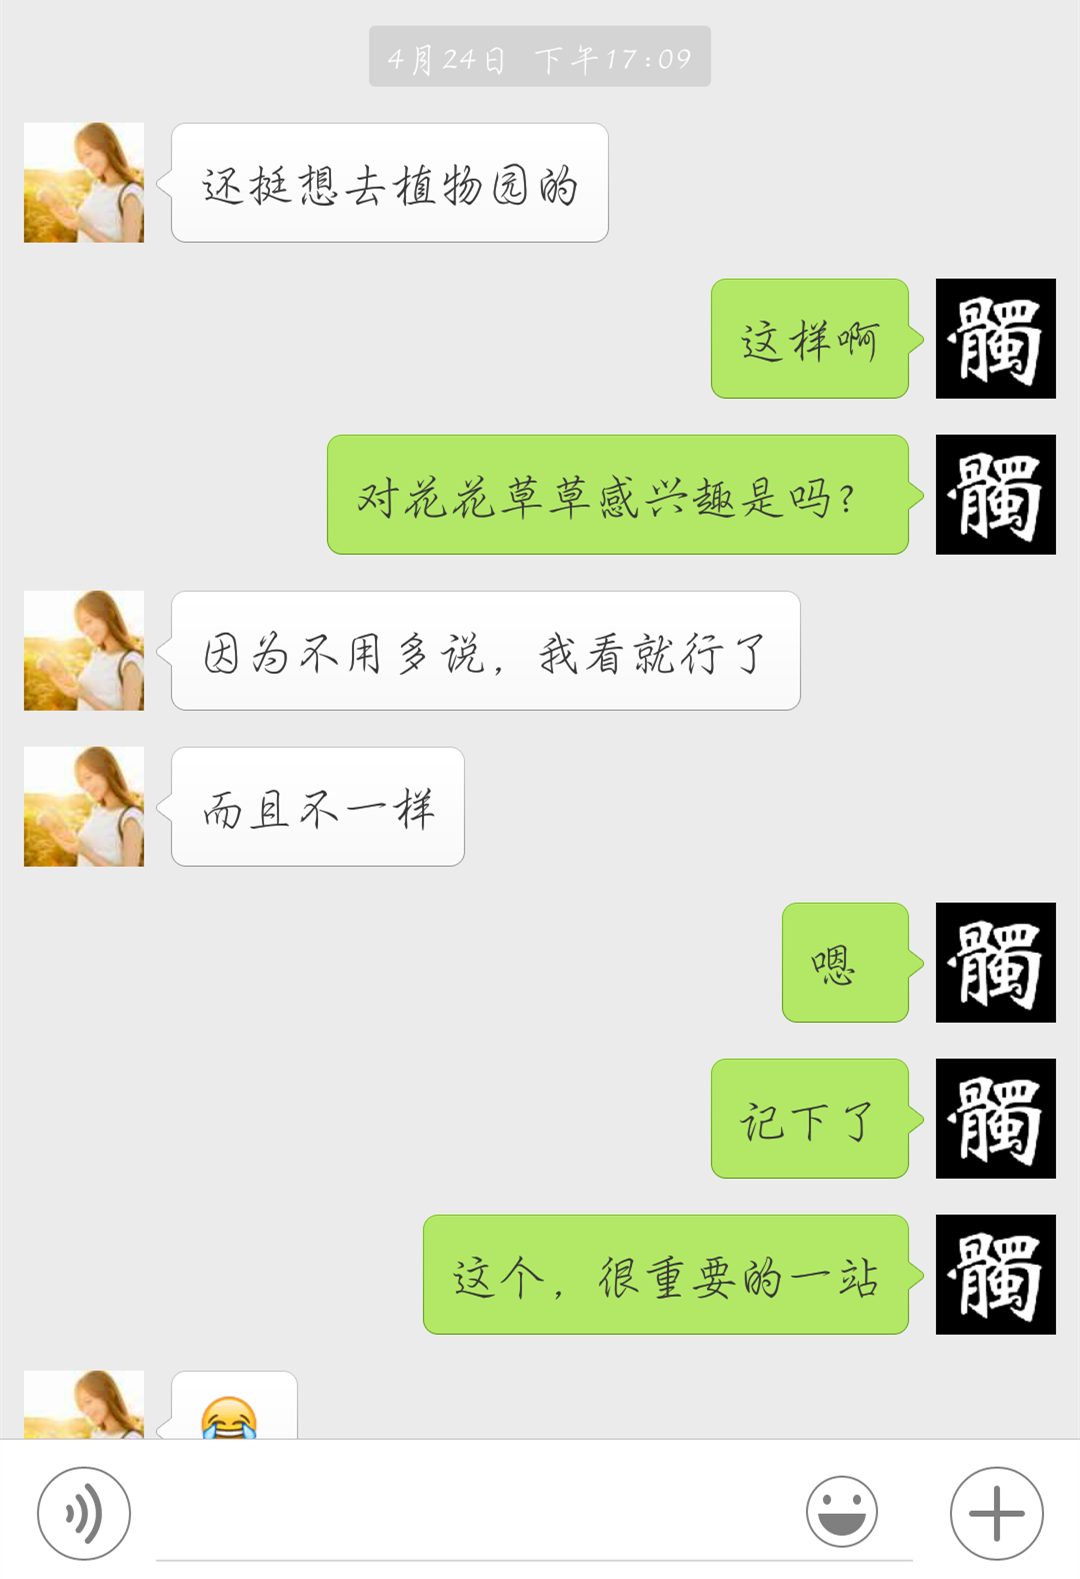 4月24日 下午17:09
还挺想去植物园的
这样啊
髑
对花花草草感兴趣是吗?
髑
因为不用多说，我看就行了
而且不一样
嗯
髑
记下了
髑
这个，很重要的一站
髑